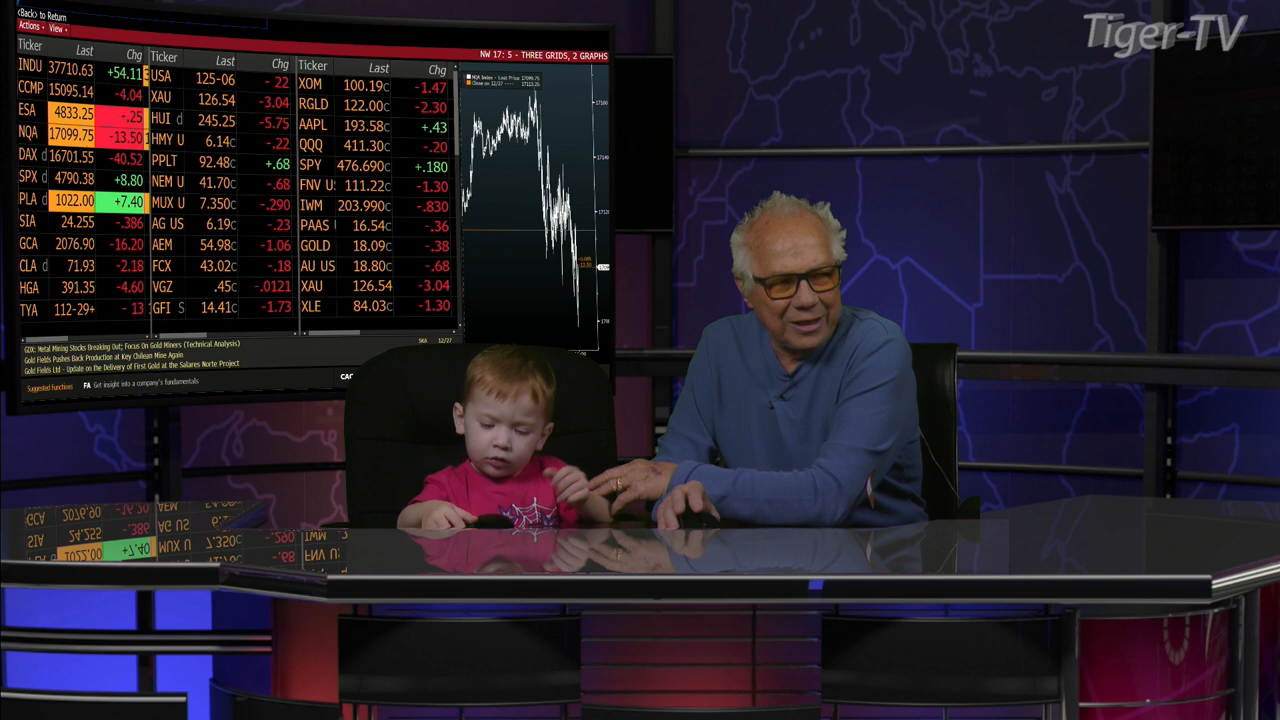 <Back> to Return
Actions • View •
NW 17: 5 - THREE GRIDS, 2 GRAPHS
Tiger-TV
Ticker Last Chg
INDU 37710.63 +54.11
CCMP 15095.14 -4.04
ESA 4833.25 -.25
NQA 17099.75 -13.50
DAX d 16701.55 -40.52
SPX d 4790.38 +8.80
PLA d 1022.00 +7.40
SIA 24.255 -.386
GCA 2076.90 -16.20
CLA d 71.93 -2.18
HGA 391.35 -4.60
TYA 112-29+ - 13
Ticker Last Chg
USA 125-06 - 22
XAU 126.54 -3.04
HUI d 245.25 -5.75
HMY U 6.14c -.22
PPLT 92.48c +.68
NEM U 41.70c -.68
MUX U 7.350c -.290
AG US 6.19c -.23
AEM 54.98c -1.06
FCX 43.02c -.18
VGZ .45c -.0121
GFI S 14.41c -1.73
Ticker Last Chg
XOM 100.19c -1.47
RGLD 122.00c -2.30
AAPL 193.58c +.43
QQQ 411.30c -.20
SPY 476.690c +.180
FNV U: 111.22c -1.30
IWM 203.990c -.830
PAAS 16.54c -.36
GOLD 18.09c -.38
AU US 18.80c -.68
XAU 126.54 -3.04
XLE 84.03c -1.30
GDX: Metal Mining Stocks Breaking Out; Focus On Gold Miners (Technical Analysis)
12/27
Gold Fields Pushes Back Production at Key Chilean Mine Again
Gold Fields Ltd - Update on the Delivery of First Gold at the Salares Norte Project
Suggested Functions FA Get insight into a company's fundamentals